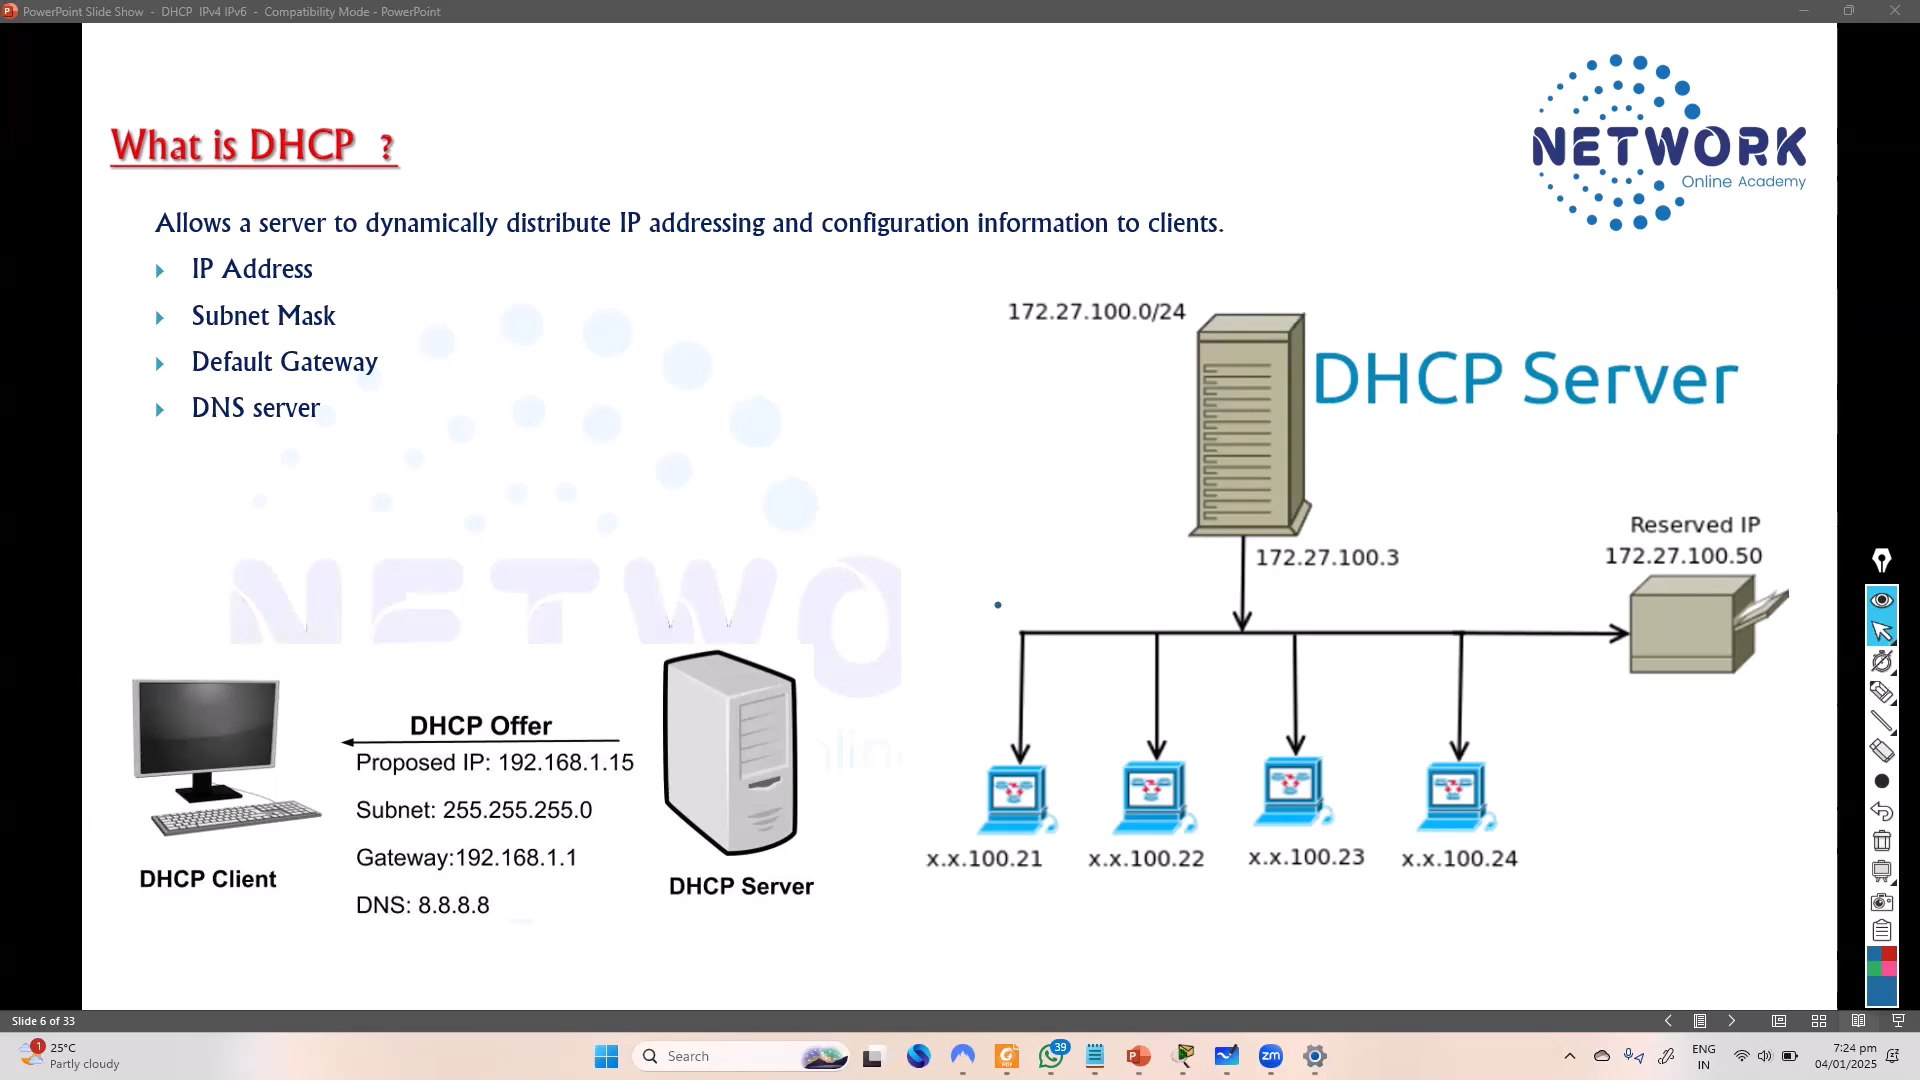 PowerPoint Slide Show - DHCP IPv4 IPv6 - Compatibility Mode - PowerPoint
What is DHCP ?
NETWORK
Online Academy
Allows a server to dynamically distribute IP addressing and configuration information to clients.
IP Address
Subnet Mask
Default Gateway
DNS server
172.27.100.0/24
DHCP Server
172.27.100.3
Reserved IP
172.27.100.50
NETWO
DHCP Offer
Proposed IP: 192.168.1.15
Subnet: 255.255.255.0
Gateway:192.168.1.1
DNS: 8.8.8.8
DHCP Client
DHCP Server
x.x.100.21
x.x.100.22
x.x.100.23
x.x.100.24
Slide 6 of 33
1
25°C
Partly cloudy
Search
39
zm
ENG
IN
7:24 pm
04/01/2025